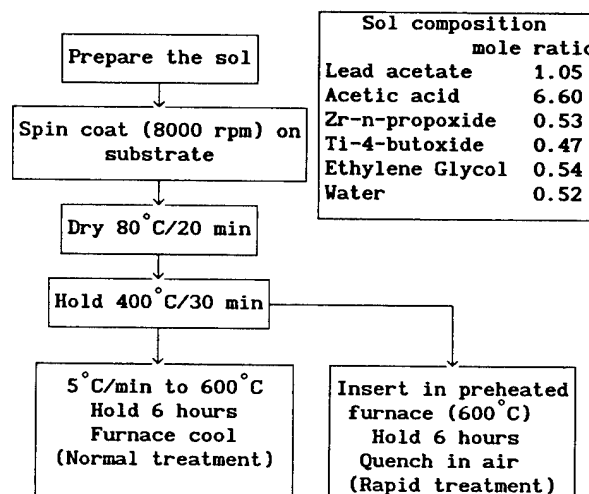 Prepare the sol
Spin coat (8000 rpm) on
substrate
Dry 80°C/20 min
Hold 400°C/30 min
5°C/min to 600°C
Hold 6 hours
Furnace cool
(Normal treatment)
Insert in preheated
furnace (600°C)
Hold 6 hours
Quench in air
(Rapid treatment)
Sol composition
mole ratio
Lead acetate 1.05
Acetic acid 6.60
Zr-n-propoxide 0.53
Ti-4-butoxide 0.47
Ethylene Glycol 0.54
Water 0.52